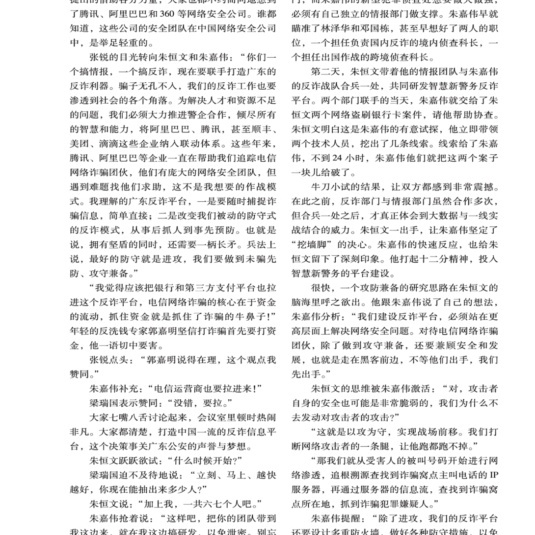 提出的借助各方力量，大家也都不约而同地想到
了腾讯、阿里巴巴和 360 等网络安全公司。谁都
知道，这些公司的安全团队在中国网络安全公司
中，是举足轻重的。
张锐的目光转向朱恒文和朱嘉伟：“你们一
个搞情报，一个搞反诈，现在要联手打造广东的
反诈利器。骗子无孔不入，我们的反诈工作也要
渗透到社会的各个角落。为解决人才和资源不足
的问题，我们必须大力推进警企合作，倾尽所有
的智慧和能力，将阿里巴巴、腾讯，甚至顺丰、
美团、滴滴这些企业纳入联动体系。这些年来，
腾讯、阿里巴巴等企业一直在帮助我们追踪电信
网络诈骗团伙，他们有庞大的网络安全团队，但
遇到难题找他们求助，这不是我想要的作战模
式。我理解的广东反诈平台，一是要随时捕捉诈
骗信息，简单直接；二是改变我们被动的防守式
的反诈模式，从事后抓人到事先预防。也就是
说，拥有坚盾的同时，还需要一柄长矛。兵法上
说，最好的防守就是进攻，我们要做到未骗先
防、攻守兼备。”
“我觉得应该把银行和第三方支付平台也拉
进这个反诈平台，电信网络诈骗的核心在于资金
的流动，抓住资金就是抓住了诈骗的牛鼻子！”
年轻的反洗钱专家郭嘉明坚信打诈骗首先要打资
金，他一语切中要害。
张锐点头：“郭嘉明说得在理，这个观点我
赞同。”
朱嘉伟补充：“电信运营商也要拉进来！”
梁瑞国表示赞同：“没错，要拉。”
大家七嘴八舌讨论起来，会议室里顿时热闹
非凡。大家都清楚，打造中国一流的反诈信息平
台，这个决策事关广东公安的声誉与梦想。
朱恒文跃跃欲试：“什么时候开始？”
梁瑞国迫不及待地说：“立刻、马上、越快
越好，你现在能抽出来多少人？”
朱恒文说：“加上我，一共六七个人吧。”
朱嘉伟抢着说：“这样吧，把你的团队带到
我这边来，就在我这边搞研发，以免泄密。别忘
门，而朱嘉伟的新型犯罪侦查处想要做大做强，
必须有自己独立的情报部门做支撑。朱嘉伟早就
瞄准了林泽华和邓国栋，甚至早想好了两人的职
位，一个担任负责国内反诈的境内侦查科长，一
个担任出国作战的跨境侦查科长。
第二天，朱恒文带着他的情报团队与朱嘉伟
的反诈战队合兵一处，共同研发智慧新警务反诈
平台。两个部门联手的当天，朱嘉伟就交给了朱
恒文两个网络盗刷银行卡案件，请他帮助协查。
朱恒文明白这是朱嘉伟的有意试探，他立即带领
两个技术人员，挖出了几条线索。线索给了朱嘉
伟，不到 24 小时，朱嘉伟他们就把这两个案子
一块儿给破了。
牛刀小试的结果，让双方都感到非常震撼。
在此之前，反诈部门与情报部门虽然合作多次，
但合兵一处之后，才真正体会到大数据与一线实
战结合的威力。朱恒文一出手，让朱嘉伟坚定了
“挖墙脚”的决心。朱嘉伟的快速反应，也给朱
恒文留下了深刻印象。他打起十二分精神，投入
智慧新警务的平台建设。
很快，一个攻防兼备的研究思路在朱恒文的
脑海里呼之欲出。他跟朱嘉伟说了自己的想法，
朱嘉伟分析：“我们建设反诈平台，必须站在更
高层面上解决网络安全问题。对待电信网络诈骗
团伙，除了做到攻守兼备，还要兼顾安全和发
展，也就是走在黑客前边，不等他们出手，我们
先出手。”
朱恒文的思维被朱嘉伟激活：“对，攻击者
自身的安全也可能是非常脆弱的，我们为什么不
去发动对攻击者的攻击？”
“这就是以攻为守，实现战场前移。我们打
断网络攻击者的一条腿，让他跑都跑不掉。”
“那我们就从受害人的被叫号码开始进行网
络渗透，追根溯源查找到诈骗窝点主叫电话的 IP
服务器，再通过服务器的信息流，查找到诈骗窝
点所在地，抓到诈骗犯罪嫌疑人。”
朱嘉伟提醒：“除了进攻，我们的反诈平台
还要设计多重防火墙，做好各种防守措施，以免